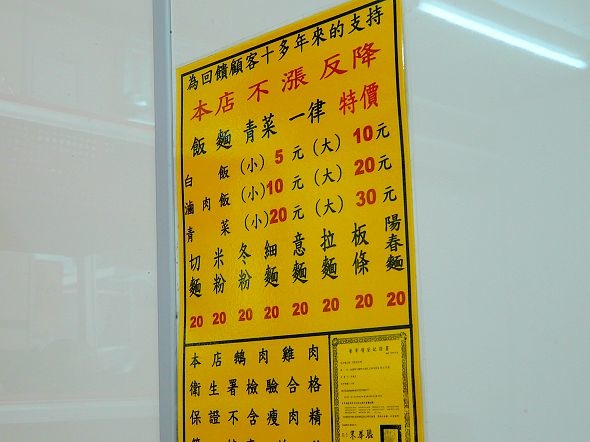 為回饋顧客十多年來的支持
本店不漲反降
飯麵青菜一律特價
白飯(小)5元(大)10元
滷肉飯(小)10元(大)20元
青菜(小)20元(大)30元
切麵 米粉 冬粉 細麵 意麵 拉麵 板條 陽春麵
20 20 20 20 20 20 20 20
本店鵝肉雞肉
衛生署檢驗合格
保證不含瘦肉精